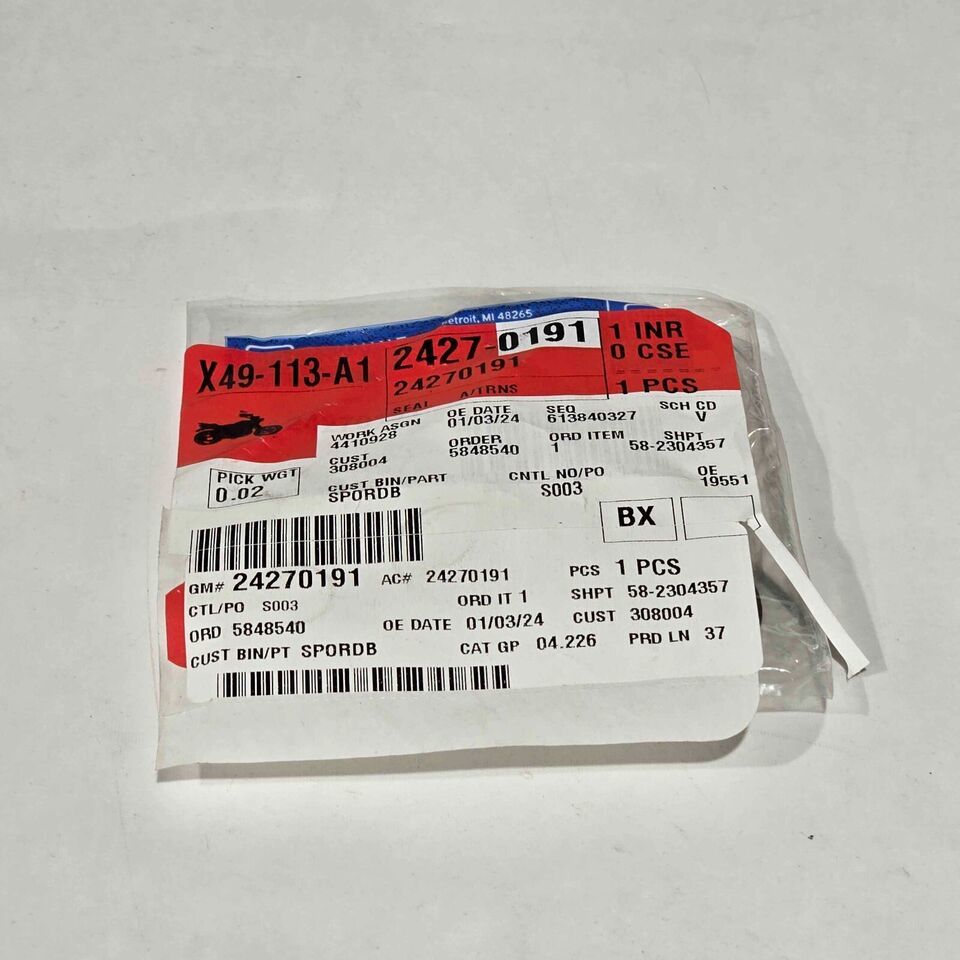 etroit, MI 48265
X49-113-A1
2427-0191
24270191
SEAL A/TRNS
1 INR
0 CSE
1 PCS
WORK ASGN
4410928
OE DATE
01/03/24
SEQ
613840327
SCH CD
V
CUST
308004
ORDER
5848540
ORD ITEM
1
SHPT
58-2304357
PICK WGT
0.02
CUST BIN/PART
SPORDB
CNTL NO/PO
S003
OE
19551
BX
GM# 24270191 AC# 24270191 PCS 1 PCS
CTL/PO S003 ORD IT 1 SHPT 58-2304357
ORD 5848540 OE DATE 01/03/24 CUST 308004
CUST BIN/PT SPORDB CAT GP 04.226 PRD LN 37